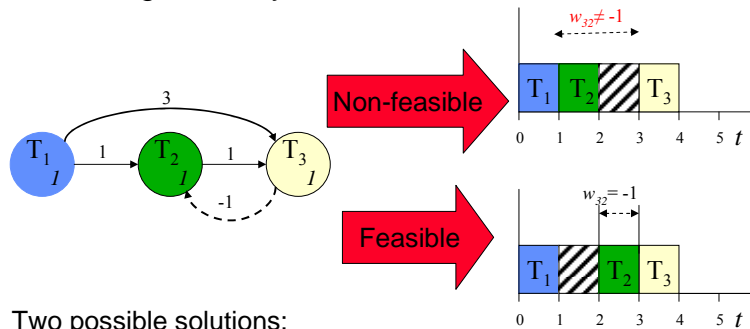 w32 ≠ -1
T1 T2 T3
Non-feasible
0 1 2 3 4 5 t
3
T1 1 T2 1 T3
1 1 1
-1
w32 = -1
Feasible
T1 T2 T3
0 1 2 3 4 5 t
Two possible solutions: